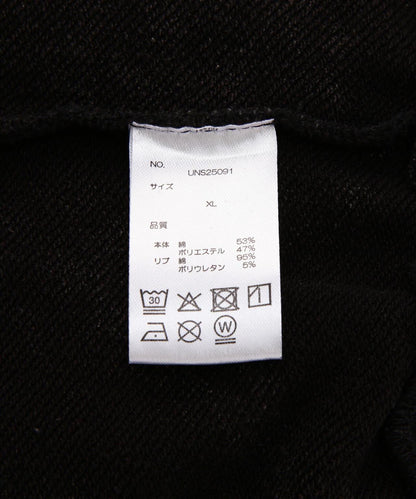 NO.
UNS25091
サイズ
XL
品質
本体 綿 53%
ポリエステル 47%
リブ 綿 95%
ポリウレタン 5%
30
W